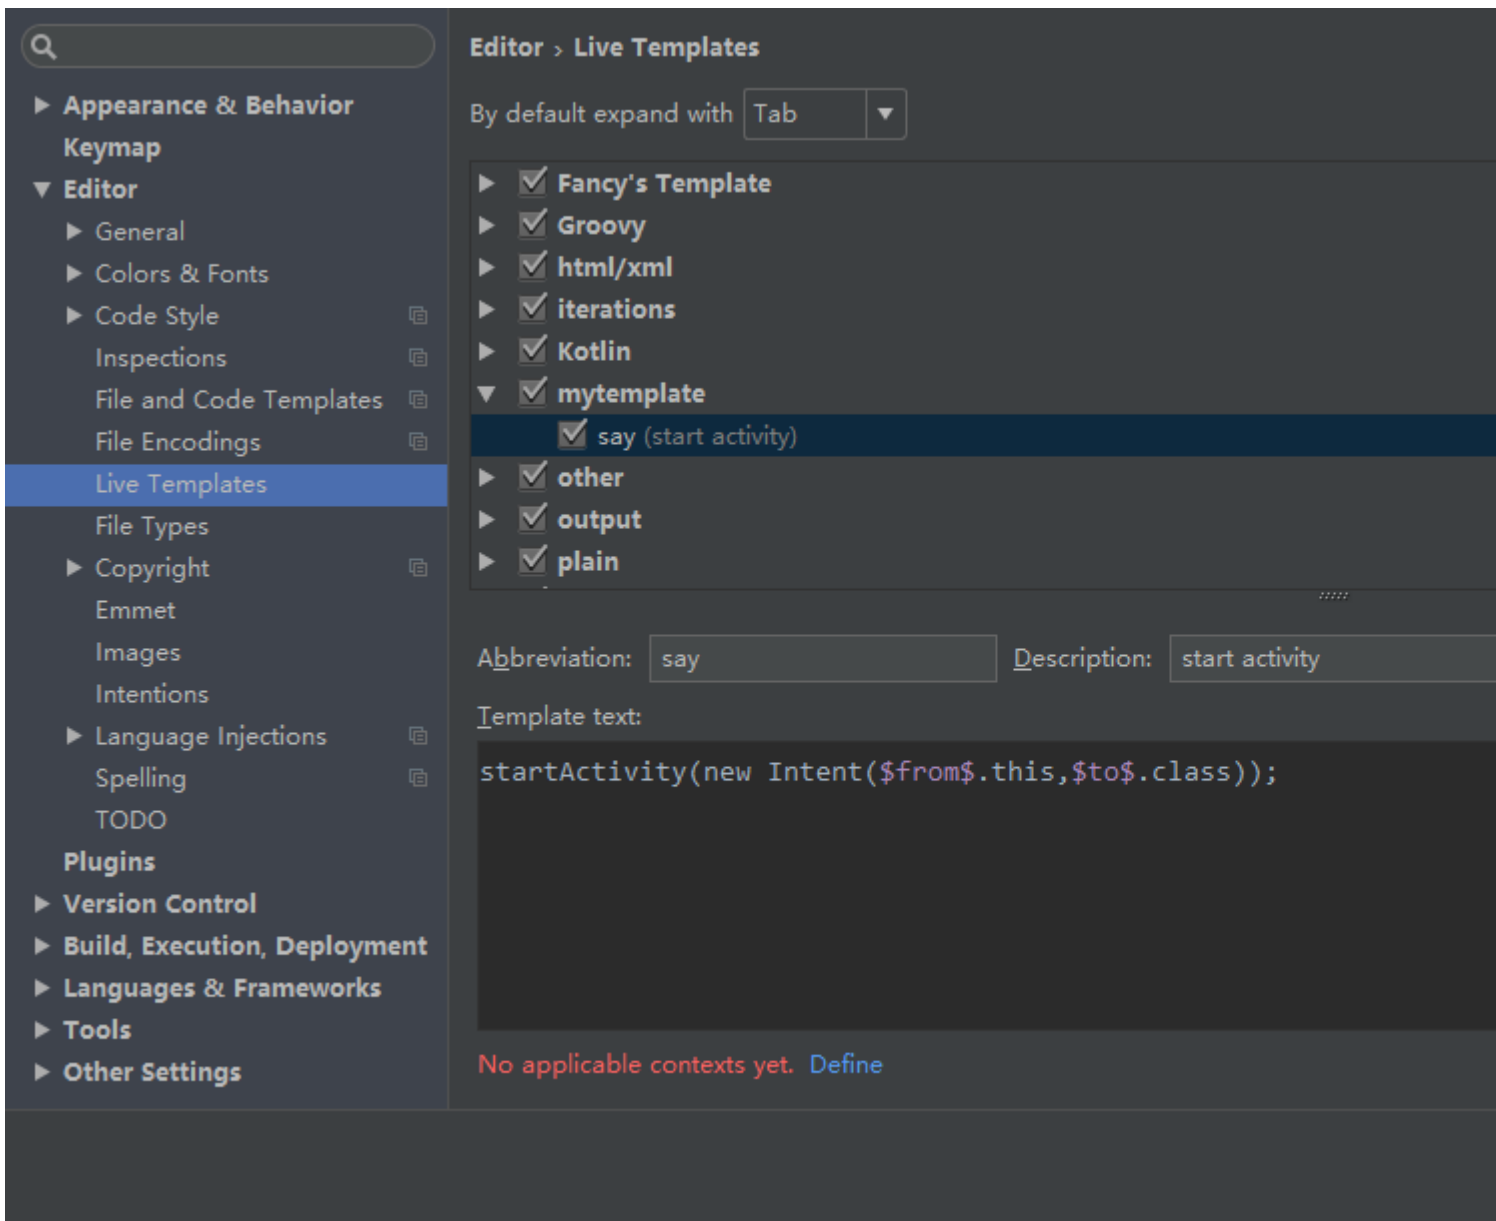 Appearance & Behavior
Keymap
Editor
General
Colors & Fonts
Code Style
Inspections
File and Code Templates
File Encodings
Live Templates
File Types
Copyright
Emmet
Images
Intentions
Language Injections
Spelling
TODO
Plugins
Version Control
Build, Execution, Deployment
Languages & Frameworks
Tools
Other Settings
Editor › Live Templates
By default expand with Tab
Fancy's Template
Groovy
html/xml
iterations
Kotlin
mytemplate
say (start activity)
other
output
plain
Abbreviation: say Description: start activity
Template text:
startActivity(new Intent($from$.this,$to$.class));
No applicable contexts yet. Define